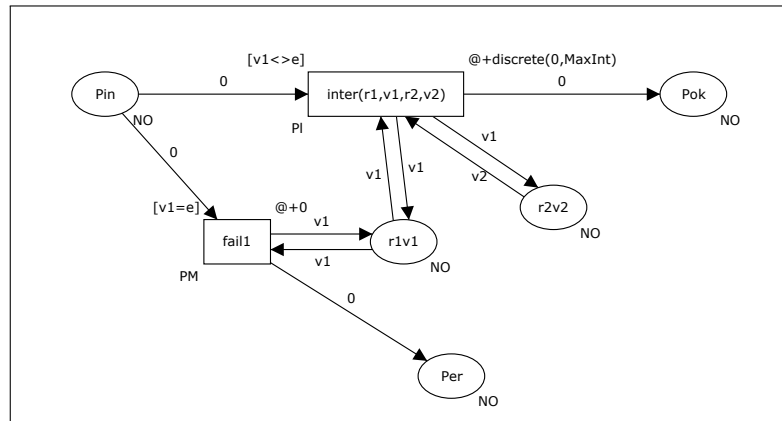 [v1<>e]
@+discrete(0,MaxInt)
0
0
Pin
inter(r1,v1,r2,v2)
Pok
NO
PI
NO
0
v1
v1
v1
v2
[v1=e]
@+0
r2v2
v1
NO
fail1
r1v1
v1
PM
NO
0
Per
NO